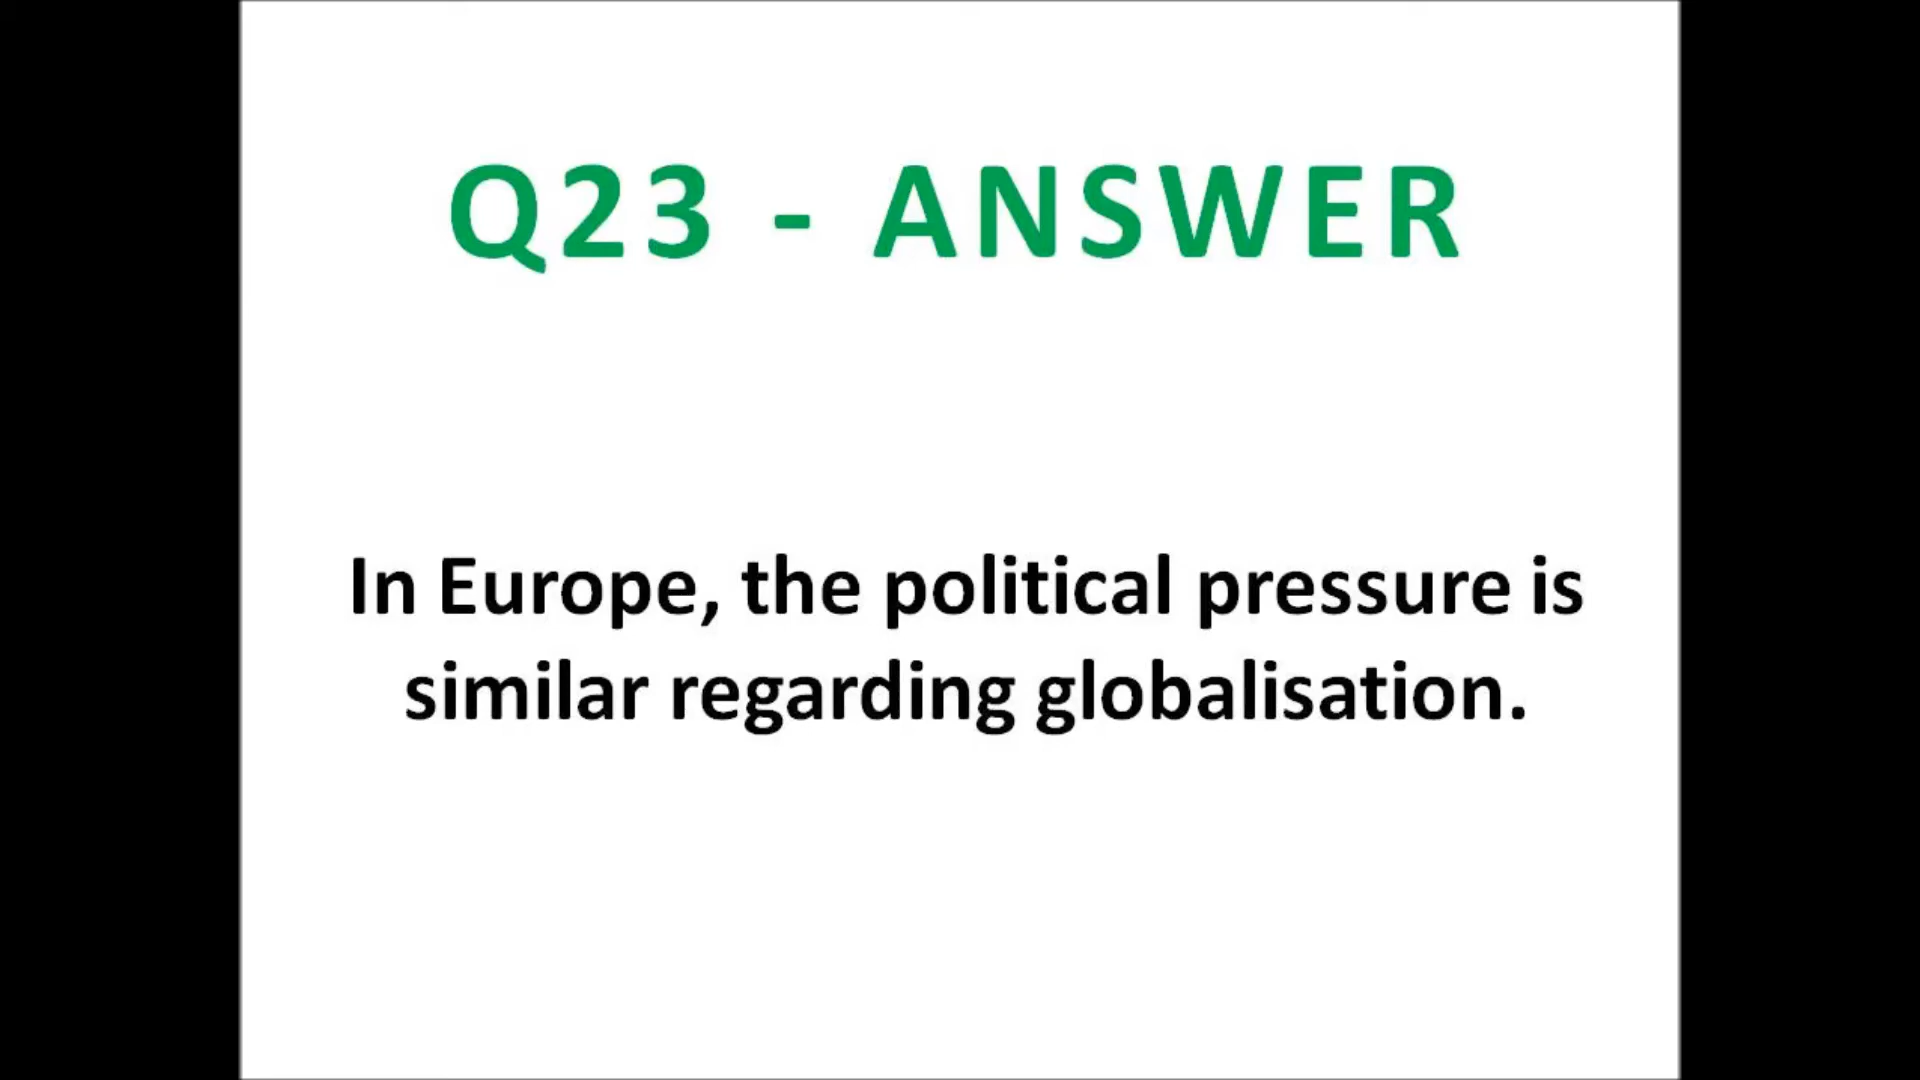 Q23 - ANSWER
In Europe, the political pressure is
similar regarding globalisation.